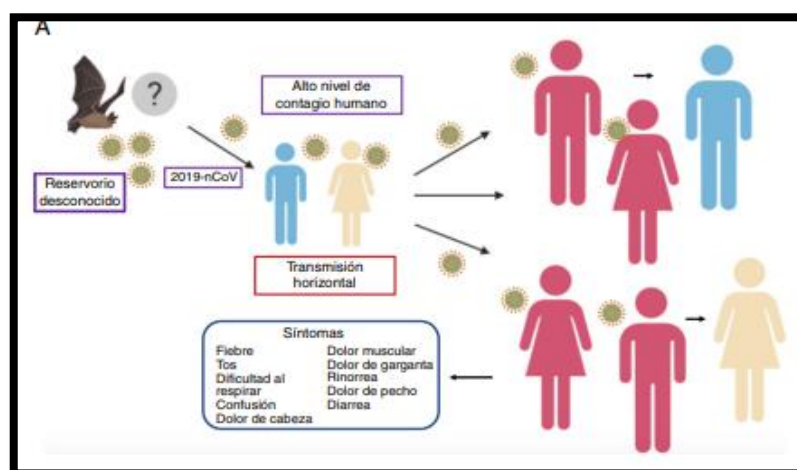 A
Alto nivel de
contagio humano
?
Reservorio
desconocido
2019-nCoV
Transmisión
horizontal
Síntomas
Fiebre
Tos
Dificultad al
respirar
Confusión
Dolor de cabeza
Dolor muscular
Dolor de garganta
Rinorrea
Dolor de pecho
Diarrea